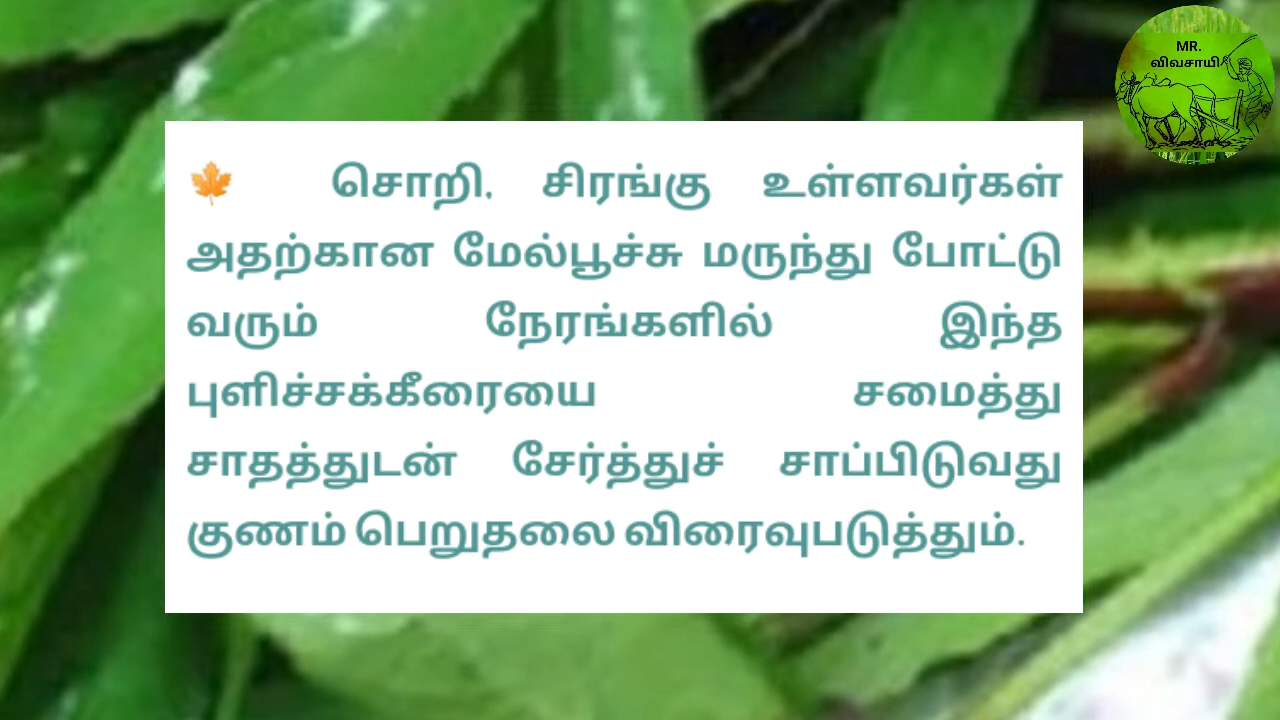 MR.
விவசாயி
🍁 சொறி, சிரங்கு உள்ளவர்கள்
அதற்கான மேல்பூச்சு மருந்து போட்டு
வரும் நேரங்களில் இந்த
புளிச்சக்கீரையை சமைத்து
சாதத்துடன் சேர்த்துச் சாப்பிடுவது
குணம் பெறுதலை விரைவுபடுத்தும்.